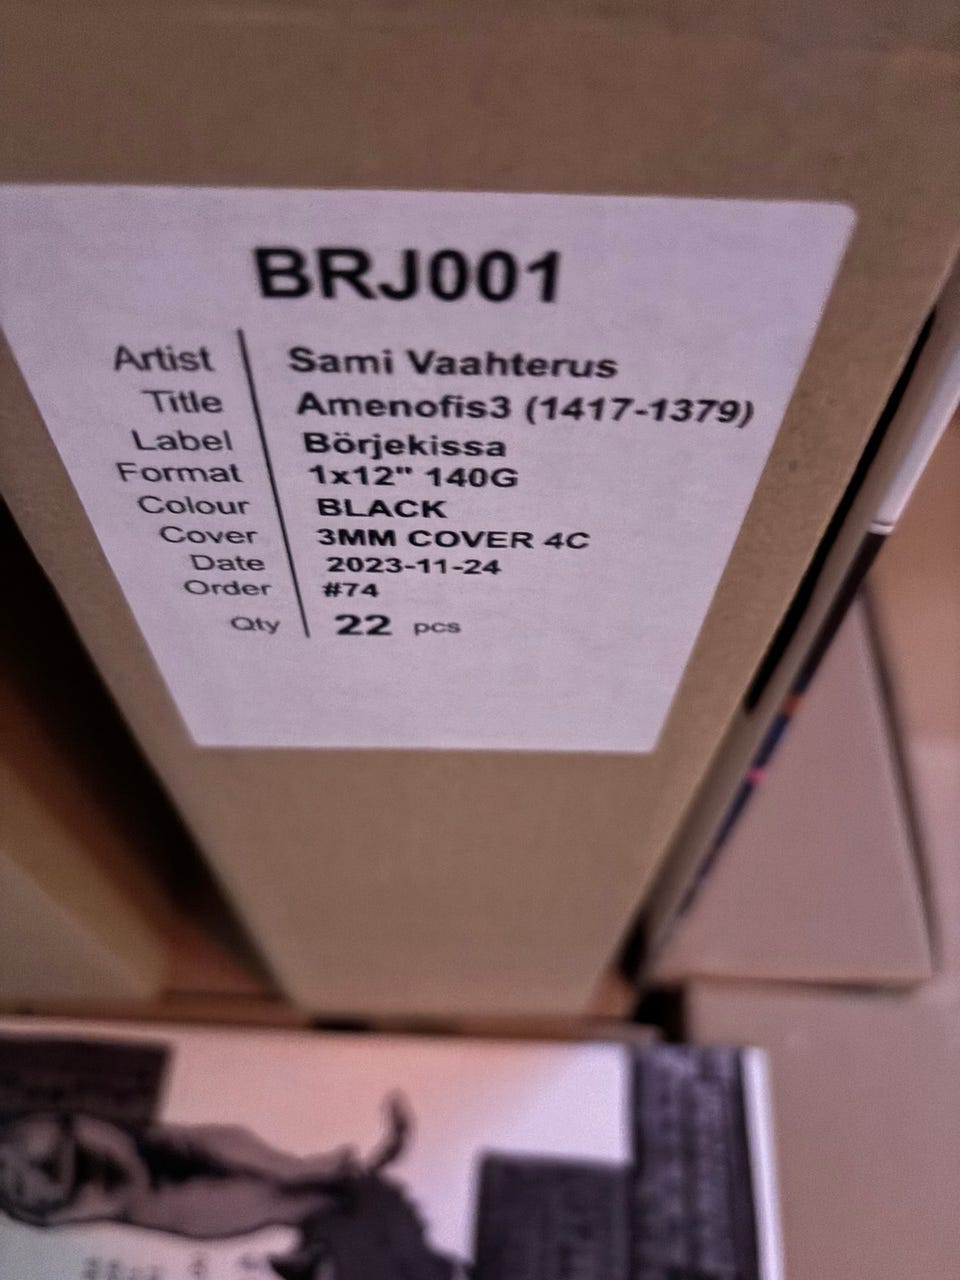 BRJ001
Artist Sami Vaahterus
Title Amenofis3 (1417-1379)
Label Börjekissa
Format 1x12" 140G
Colour BLACK
Cover 3MM COVER 4C
Date 2023-11-24
Order #74
Qty 22 pcs